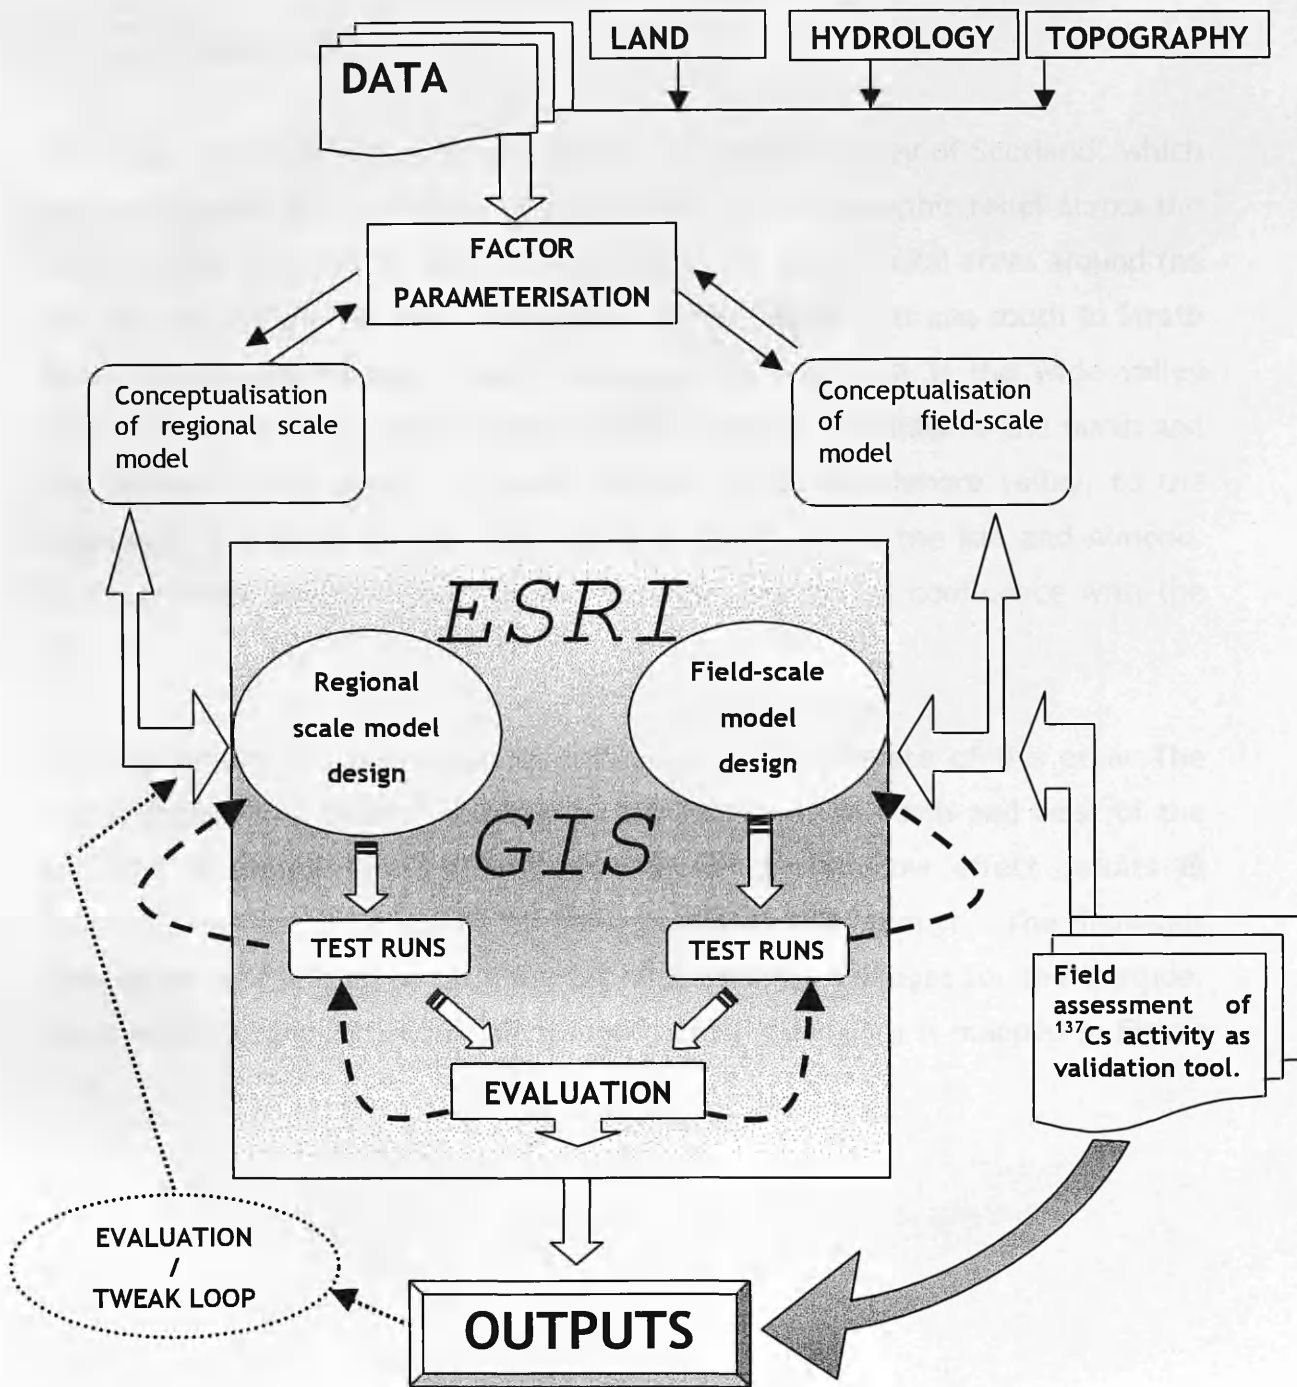 LAND
HYDROLOGY
TOPOGRAPHY
DATA
FACTOR
PARAMETERISATION
Conceptualisation
of regional scale
model
Conceptualisation
of field-scale
model
ESRI
Regional
scale model
design
Field-scale
model
design
GIS
TEST RUNS
TEST RUNS
Field
assessment of
¹³⁷Cs activity as
validation tool.
EVALUATION
EVALUATION
/
TWEAK LOOP
OUTPUTS